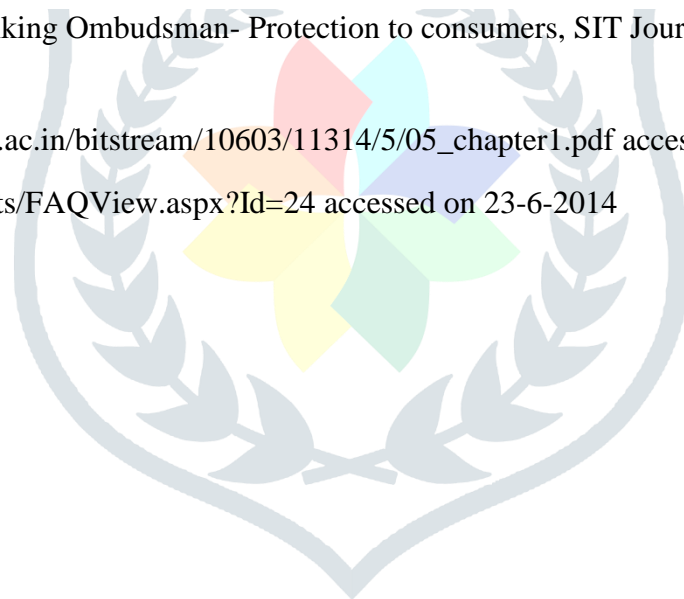 king Ombudsman- Protection to consumers, SIT Jour
.ac.in/bitstream/10603/11314/5/05_chapter1.pdf acces
ts/FAQView.aspx?Id=24 accessed on 23-6-2014